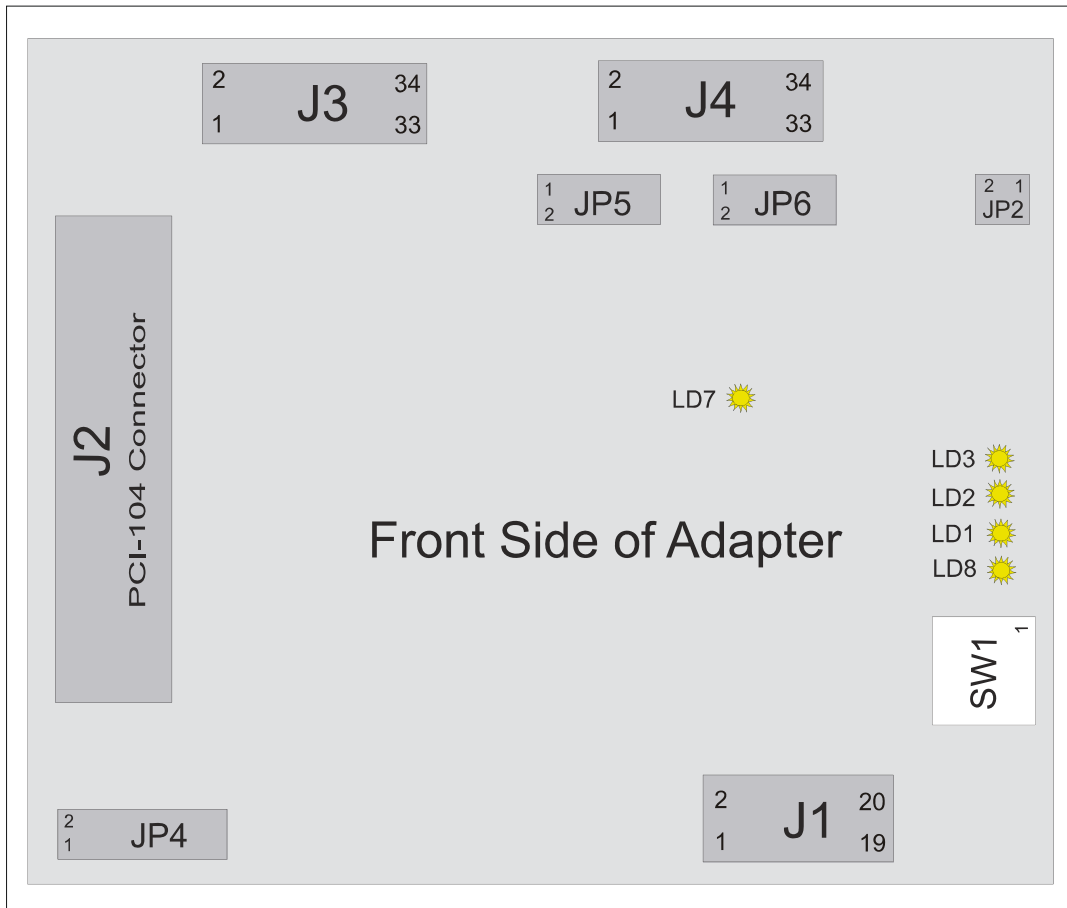 2 34
J3
1 33
2 34
J4
1 33
1
2 JP5
1
2 JP6
2 1
JP2
J2
PCI-104 Connector
LD7
LD3
LD2
LD1
LD8
Front Side of Adapter
1
SW1
2
1 JP4
2 20
J1
1 19